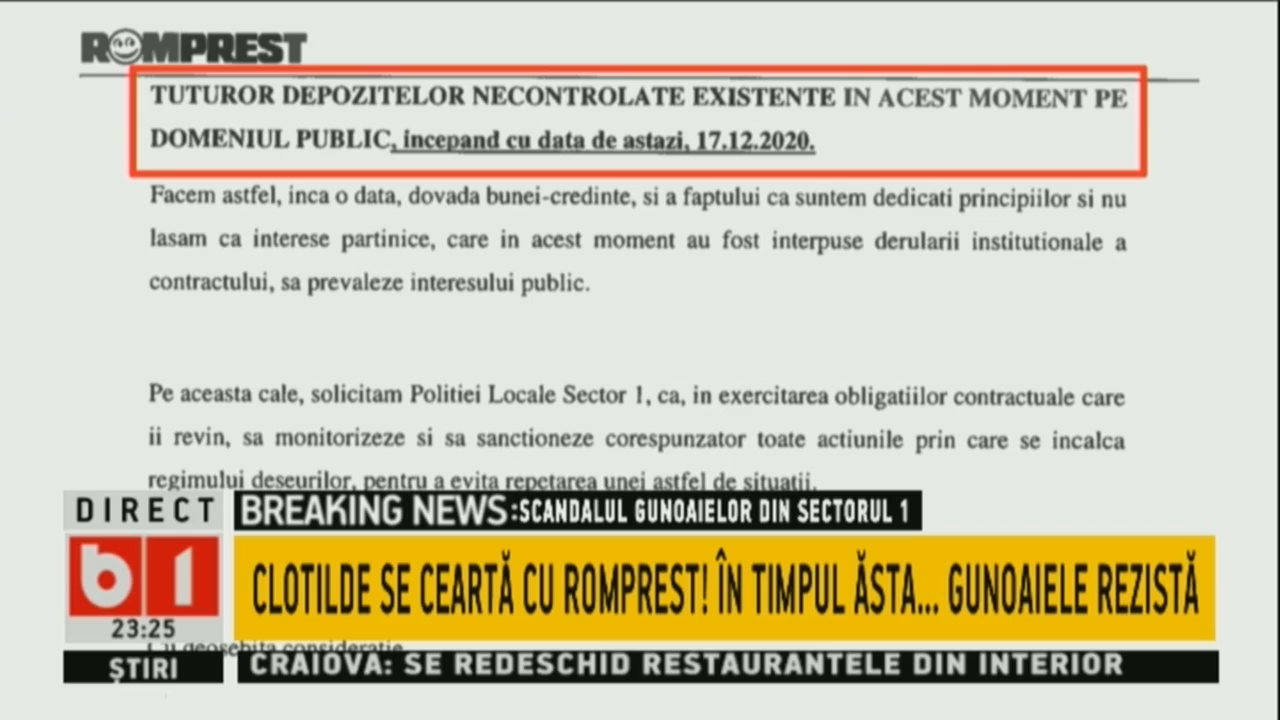 ROMPREST
TUTUROR DEPOZITELOR NECONTROLATE EXISTENTE IN ACEST MOMENT PE
DOMENIUL PUBLIC, incepand cu data de astazi, 17.12.2020.
Facem astfel, inca o data, dovada bunei-credinte, si a faptului ca suntem dedicati principiilor si nu
lasam ca interese partinice, care in acest moment au fost interpuse derularii institutionale a
contractului, sa prevaleze interesului public.
Pe aceasta cale, solicitam Politiei Locale Sector 1, ca, in exercitarea obligatiilor contractuale care
ii revin, sa monitorizeze si sa sanctioneze corespunzator toate actiunile prin care se incalca
regimului deseurilor, pentru a evita repetarea unei astfel de situatii.
DIRECT
BREAKING NEWS:SCANDALUL GUNOAIELOR DIN SECTORUL 1
b1
CLOTILDE SE CEARTĂ CU ROMPREST! ÎN TIMPUL ĂSTA... GUNOAIELE REZISTĂ
23:25
Cu deosebita consideratie
ȘTIRI
CRAIOVA: SE REDESCHID RESTAURANTELE DIN INTERIOR